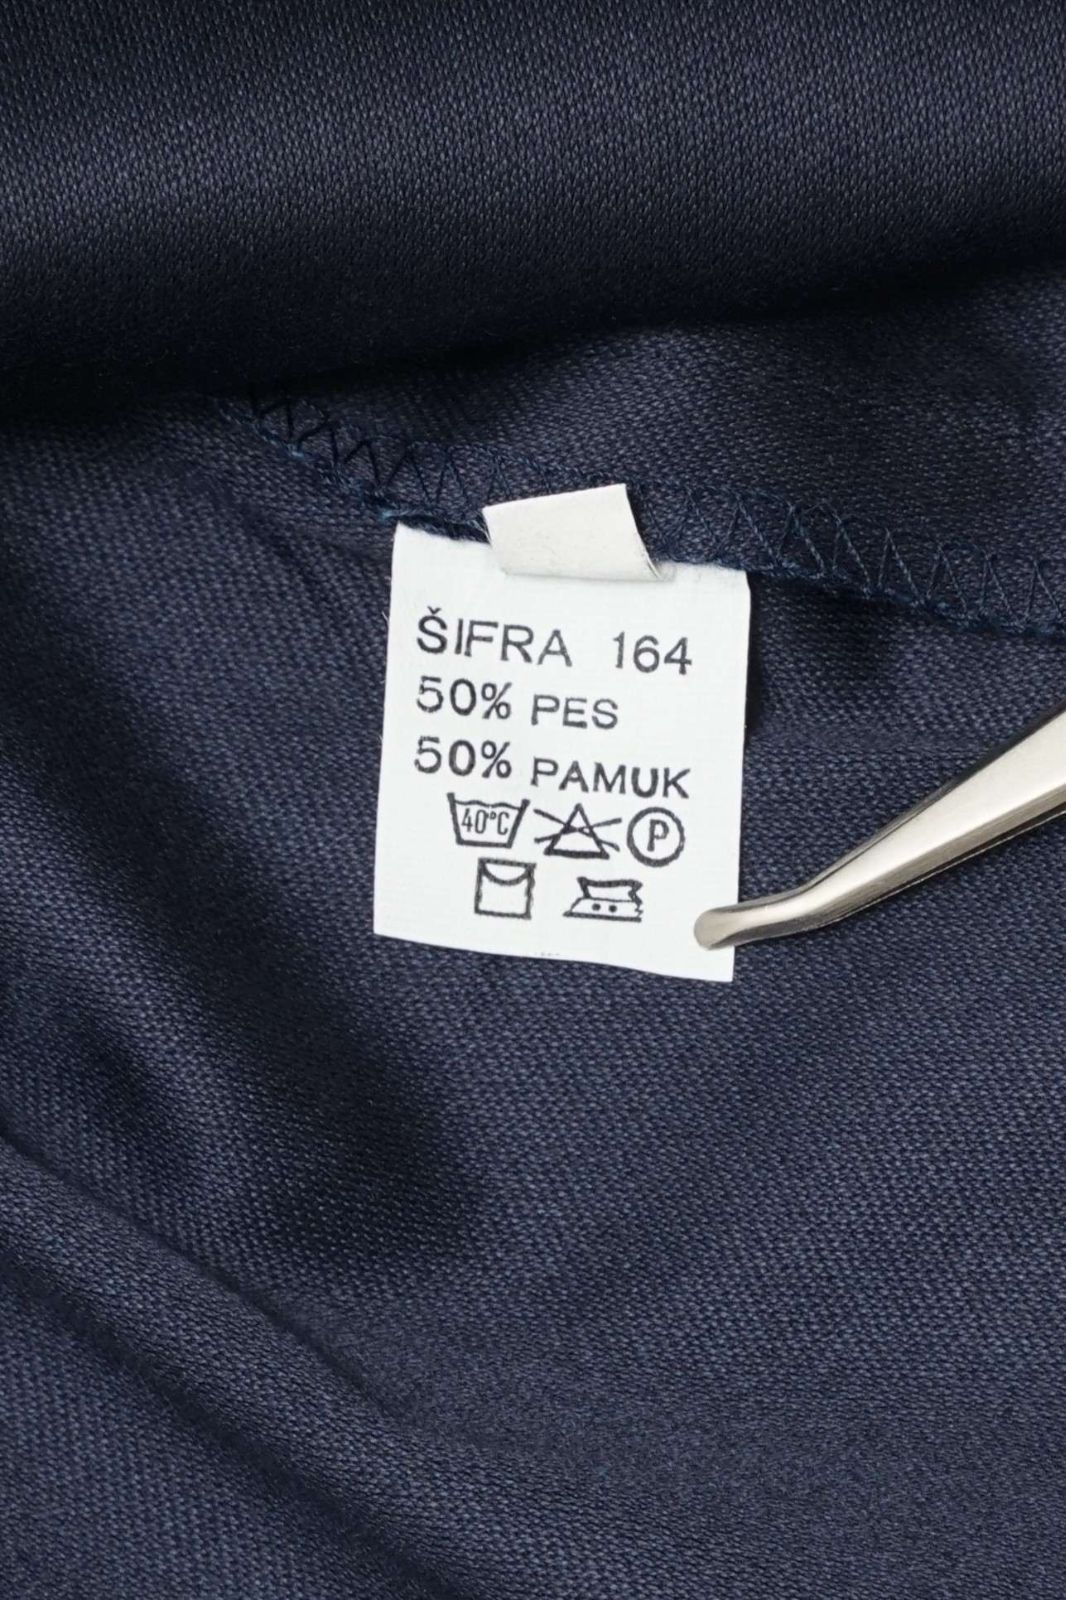 ŠIFRA 164
50% PES
50% PAMUK
40°C P